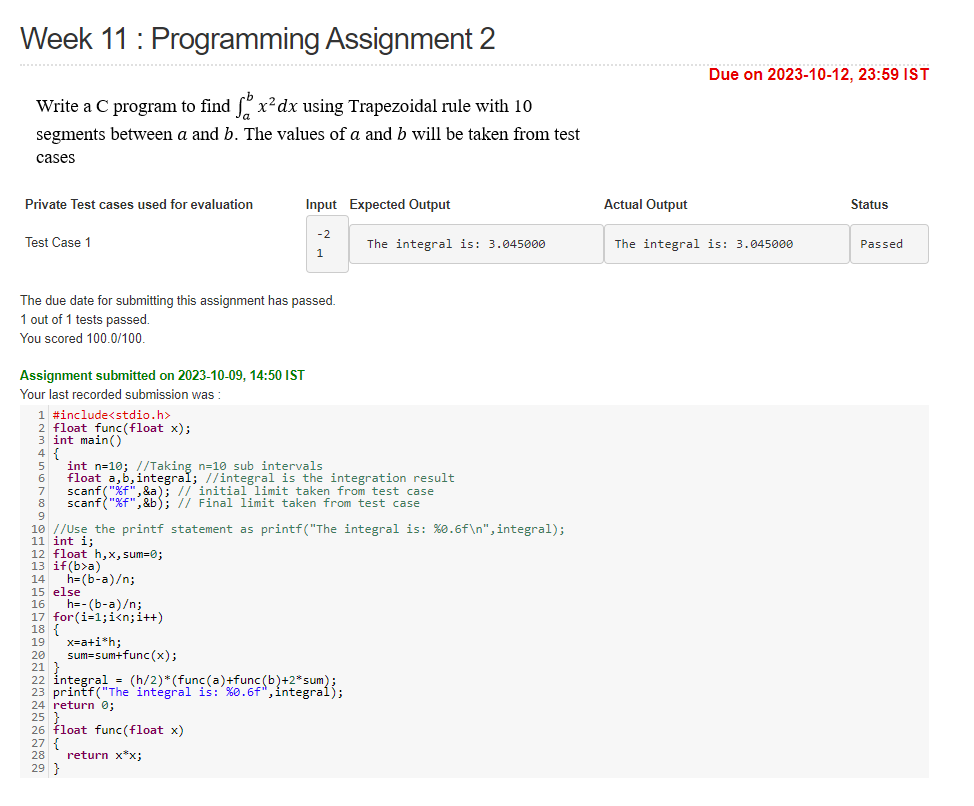 Week 11 : Programming Assignment 2
Due on 2023-10-12, 23:59 IST
Write a C program to find ∫ₐᵇ x² dx using Trapezoidal rule with 10
segments between a and b. The values of a and b will be taken from test
cases
Private Test cases used for evaluation Input Expected Output Actual Output Status
Test Case 1
-2
1
The integral is: 3.045000 The integral is: 3.045000 Passed
The due date for submitting this assignment has passed.
1 out of 1 tests passed.
You scored 100.0/100.
Assignment submitted on 2023-10-09, 14:50 IST
Your last recorded submission was :
1 #include<stdio.h>
2 float func(float x);
3 int main()
4 {
5   int n=10; //Taking n=10 sub intervals
6   float a,b,integral; //integral is the integration result
7   scanf("%f",&a); // initial limit taken from test case
8   scanf("%f",&b); // Final limit taken from test case
9
10 //Use the printf statement as printf("The integral is: %0.6f\n",integral);
11 int i;
12 float h,x,sum=0;
13 if(b>a)
14   h=(b-a)/n;
15 else
16   h=-(b-a)/n;
17 for(i=1;i<n;i++)
18 {
19   x=a+i*h;
20   sum=sum+func(x);
21 }
22 integral = (h/2)*(func(a)+func(b)+2*sum);
23 printf("The integral is: %0.6f",integral);
24 return 0;
25 }
26 float func(float x)
27 {
28   return x*x;
29 }